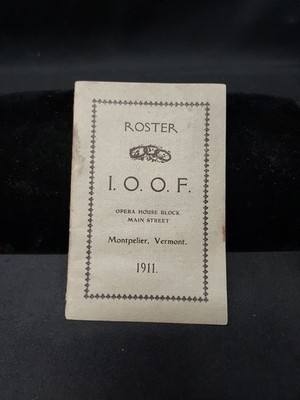 ROSTER
I. O. O. F.
OPERA HOUSE BLOCK
MAIN STREET
Montpelier, Vermont.
1911.